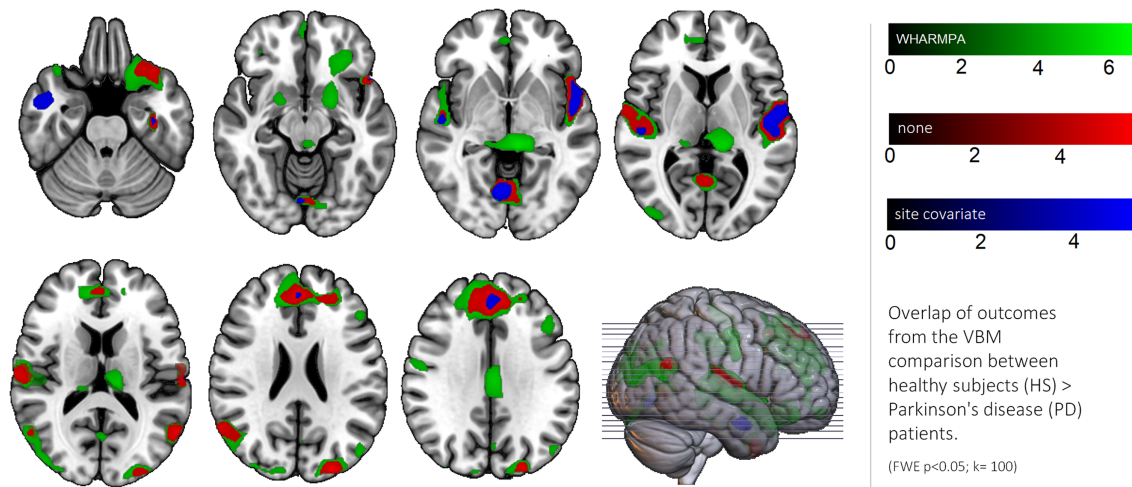 WHARMPA
0 2 4 6
none
0 2 4
site covariate
0 2 4
Overlap of outcomes
from the VBM
comparison between
healthy subjects (HS) >
Parkinson's disease (PD)
patients.
(FWE p<0.05; k= 100)